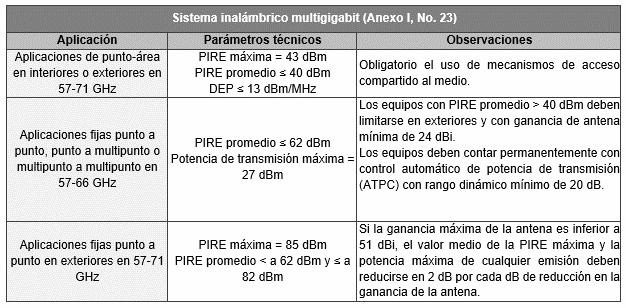 Sistema inalámbrico multigigabit (Anexo I, No. 23)
Aplicación
Parámetros técnicos
Observaciones
Aplicaciones de punto-área
en interiores o exteriores en
57-71 GHz
PIRE máxima = 43 dBm
PIRE promedio ≤ 40 dBm
DEP ≤ 13 dBm/MHz
Obligatorio el uso de mecanismos de acceso
compartido al medio.
Aplicaciones fijas punto a
punto, punto a multipunto o
multipunto a multipunto en
57-66 GHz
PIRE promedio ≤ 62 dBm
Potencia de transmisión máxima =
27 dBm
Los equipos con PIRE promedio > 40 dBm deben
limitarse en exteriores y con ganancia de antena
mínima de 24 dBi.
Los equipos deben contar permanentemente con
control automático de potencia de transmisión
(ATPC) con rango dinámico mínimo de 20 dB.
Aplicaciones fijas punto a
punto en exteriores en 57-71
GHz
PIRE máxima = 85 dBm
PIRE promedio < a 62 dBm y ≤ a
82 dBm
Si la ganancia máxima de la antena es inferior a
51 dBi, el valor medio de la PIRE máxima y la
potencia máxima de cualquier emisión deben
reducirse en 2 dB por cada dB de reducción en la
ganancia de la antena.